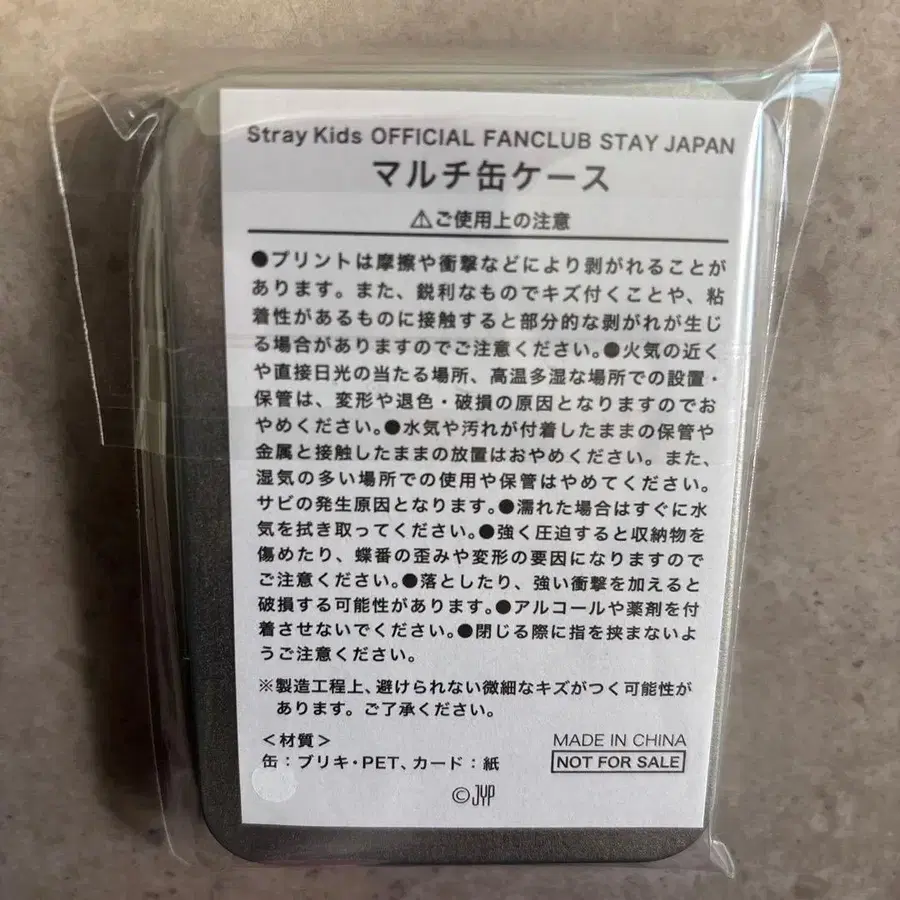 Stray Kids OFFICIAL FANCLUB STAY JAPAN
マルチ缶ケース
⚠ご使用上の注意
●プリントは摩擦や衝撃などにより剥がれることが
あります。また、鋭利なものでキズ付くことや、粘
着性があるものに接触すると部分的な剥がれが生じ
る場合がありますのでご注意ください。●火気の近く
や直接日光の当たる場所、高温多湿な場所での設置・
保管は、変形や退色・破損の原因となりますのでお
やめください。●水気や汚れが付着したままの保管や
金属と接触したままの放置はおやめください。また、
湿気の多い場所での使用や保管はやめてください。
サビの発生原因となります。●濡れた場合はすぐに水
気を拭き取ってください。●強く圧迫すると収納物を
傷めたり、蝶番の歪みや変形の要因になりますので
ご注意ください。●落としたり、強い衝撃を加えると
破損する可能性があります。●アルコールや薬剤を付
着させないでください。●閉じる際に指を挟まないよ
うご注意ください。
※製造工程上、避けられない微細なキズがつく可能性が
あります。ご了承ください。
＜材質＞
缶：ブリキ・PET、カード：紙
MADE IN CHINA
NOT FOR SALE
©JYP